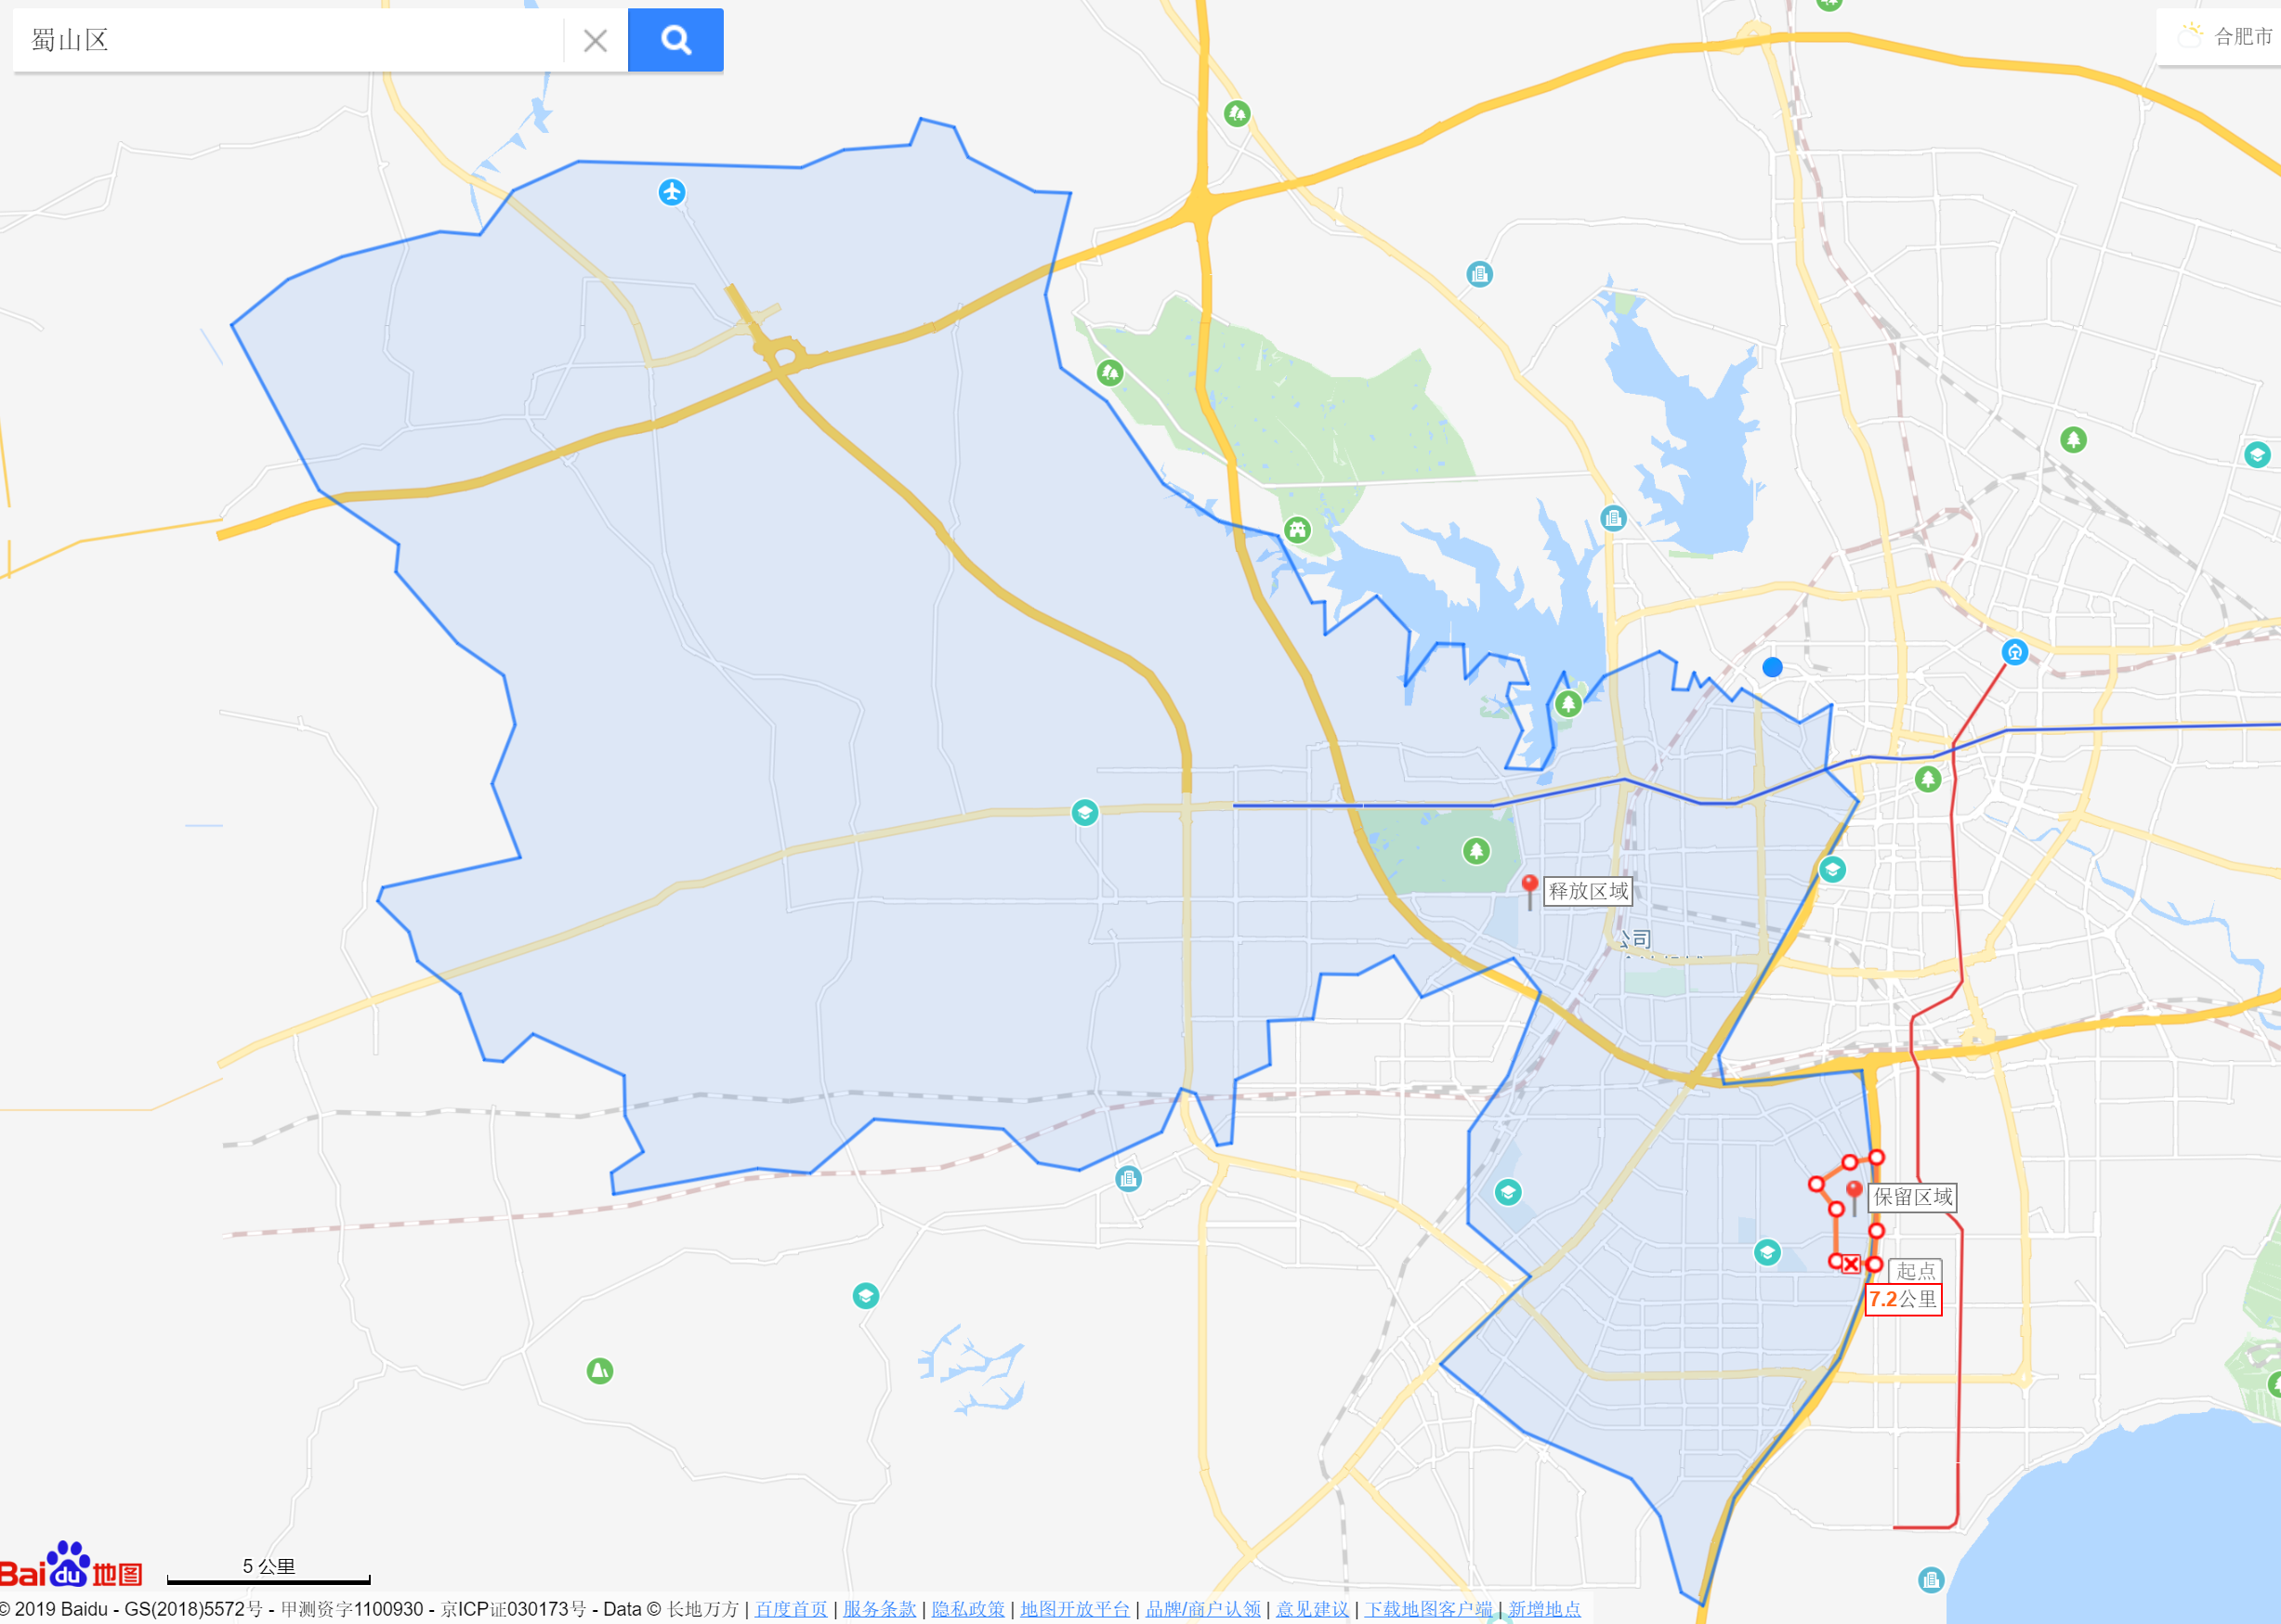 蜀山区
合肥市
释放区域
公司
保留区域
起点
7.2公里
Bai du 地图
5 公里
© 2019 Baidu - GS(2018)5572号 - 甲测资字1100930 - 京ICP证030173号 - Data © 长地万方 | 百度首页 | 服务条款 | 隐私政策 | 地图开放平台 | 品牌/商户认领 | 意见建议 | 下载地图客户端 | 新增地点